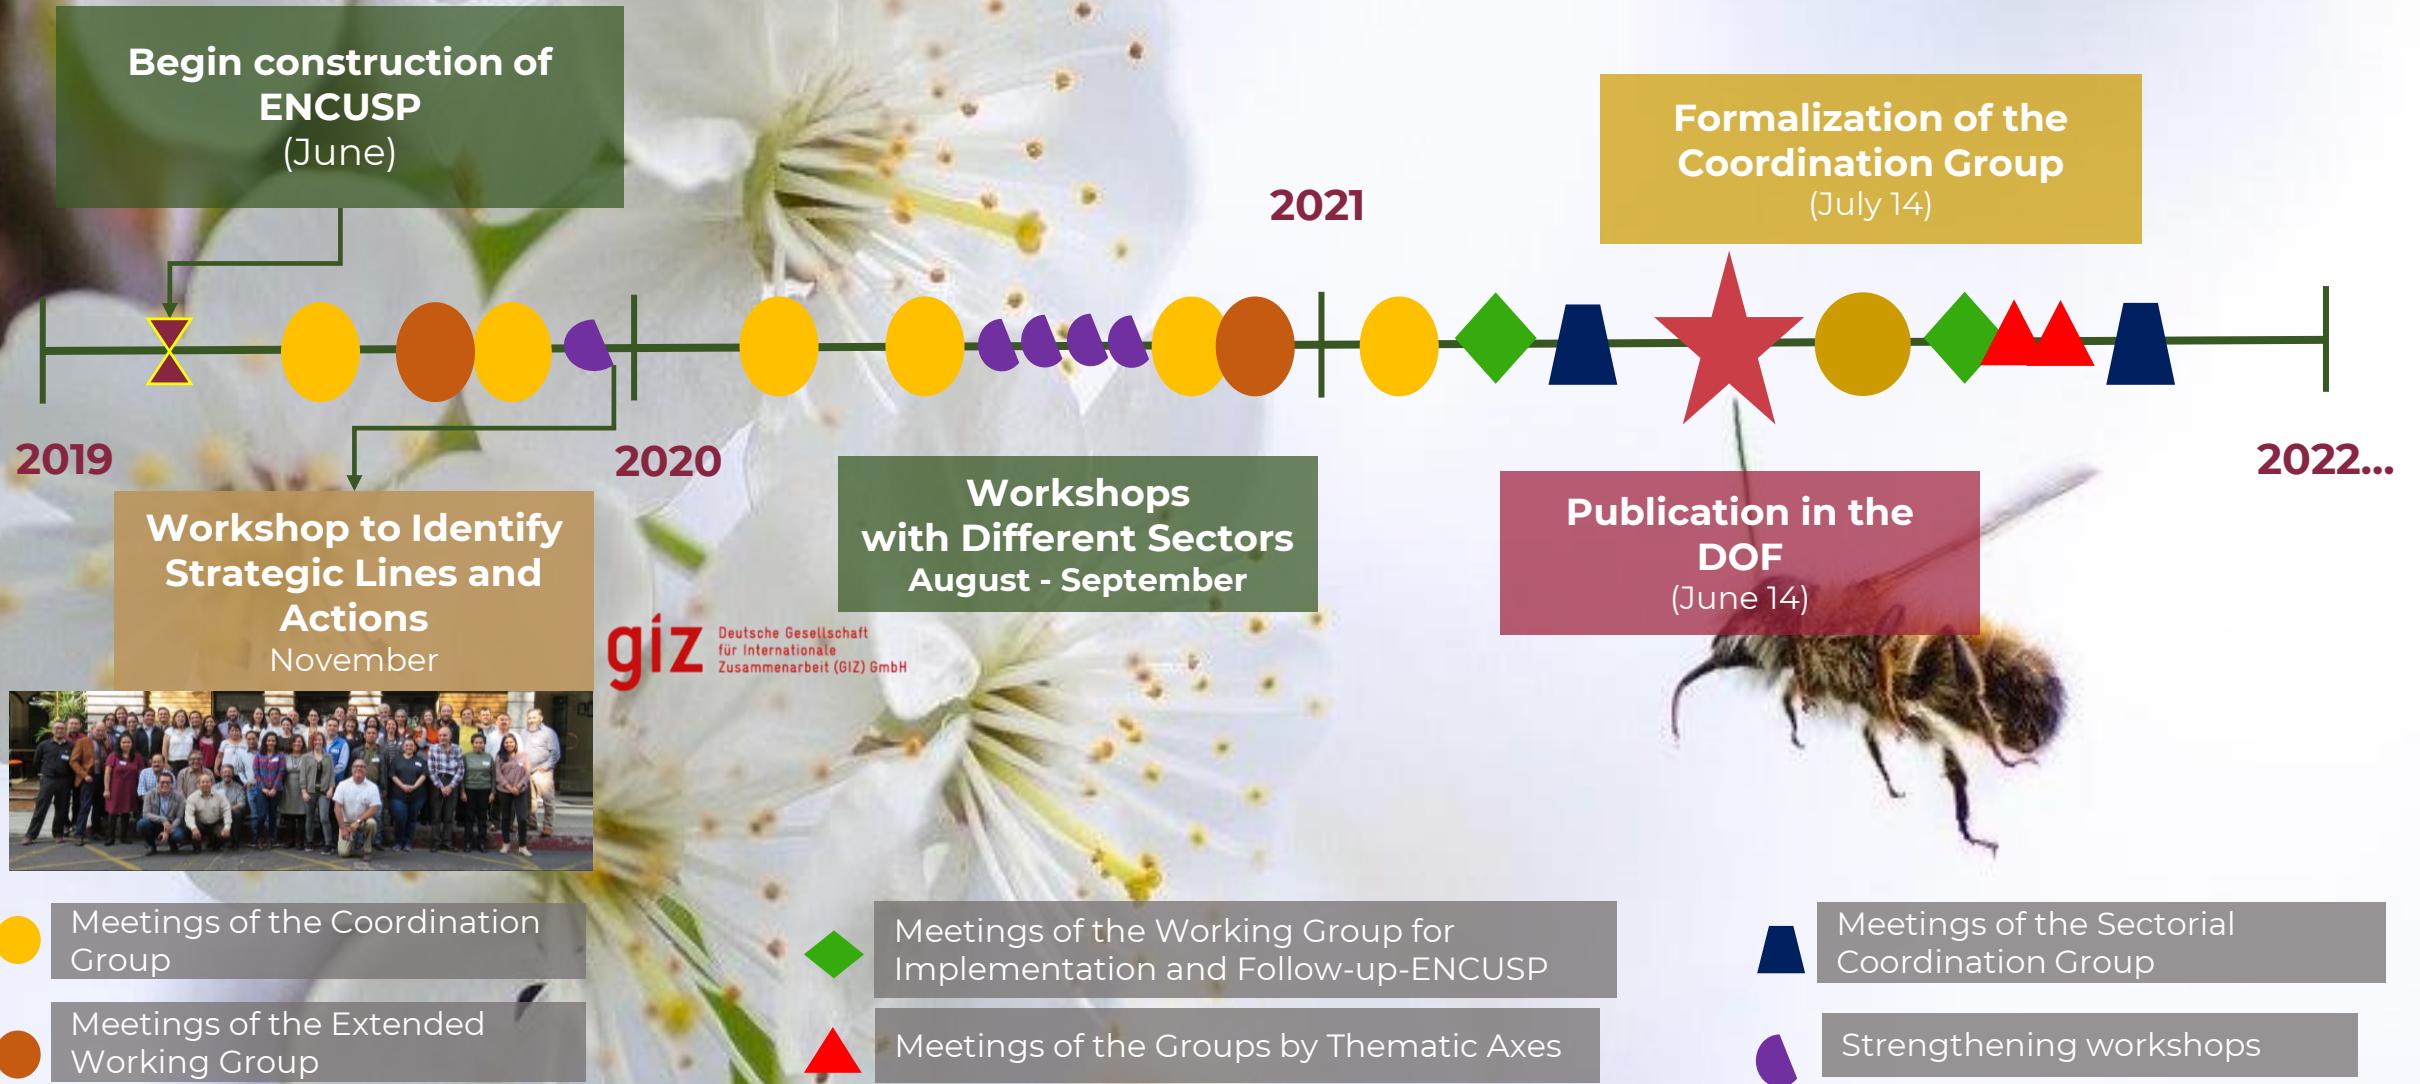 Begin construction of
ENCUSP
(June)
Formalization of the
Coordination Group
(July 14)
2021
2019
2020
2022...
Workshop to Identify
Strategic Lines and
Actions
November
Workshops
with Different Sectors
August - September
Publication in the
DOF
(June 14)
giz
Deutsche Gesellschaft
für Internationale
Zusammenarbeit (GIZ) GmbH
Meetings of the Coordination
Group
Meetings of the Extended
Working Group
Meetings of the Working Group for
Implementation and Follow-up-ENCUSP
Meetings of the Groups by Thematic Axes
Meetings of the Sectorial
Coordination Group
Strengthening workshops